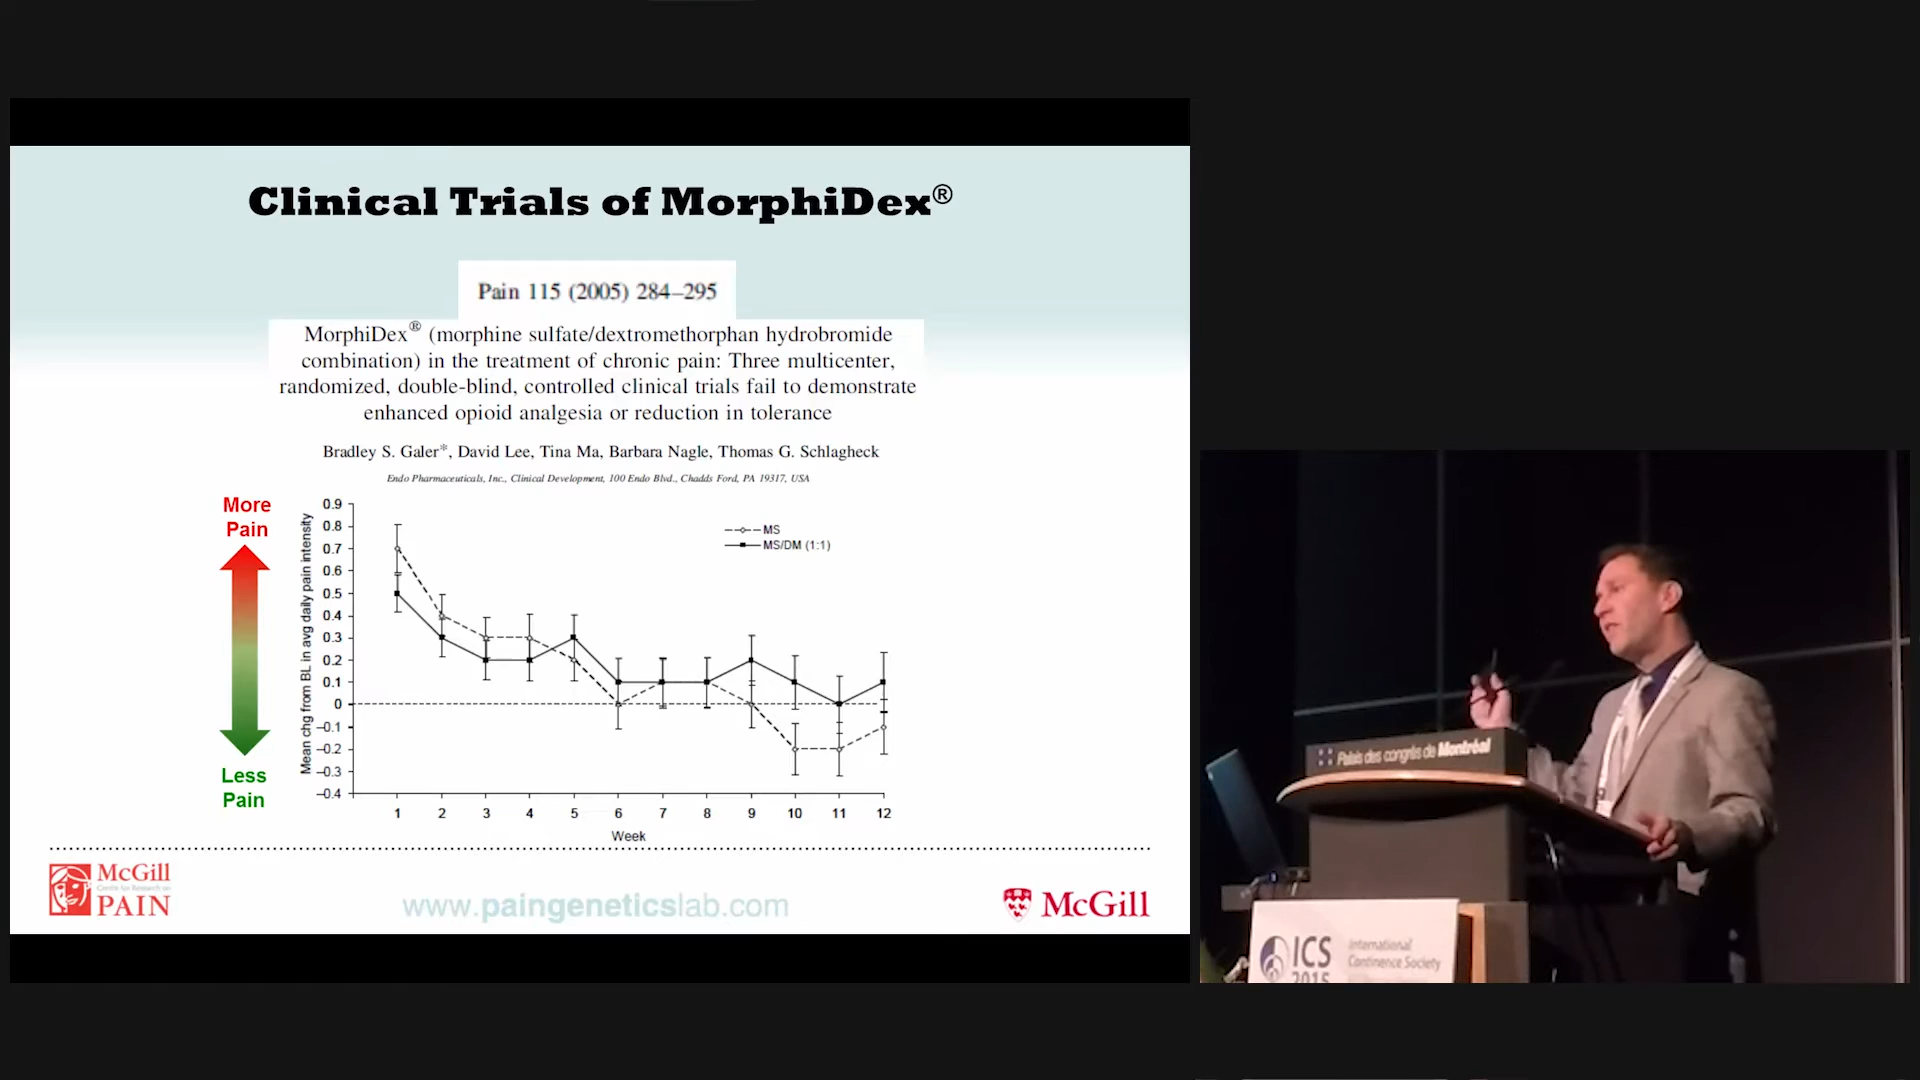 Clinical Trials of MorphiDex®
Pain 115 (2005) 284–295
MorphiDex® (morphine sulfate/dextromethorphan hydrobromide
combination) in the treatment of chronic pain: Three multicenter,
randomized, double-blind, controlled clinical trials fail to demonstrate
enhanced opioid analgesia or reduction in tolerance
Bradley S. Galer*, David Lee, Tina Ma, Barbara Nagle, Thomas G. Schlagheck
Endo Pharmaceuticals, Inc., Clinical Development, 100 Endo Blvd., Chadds Ford, PA 19317, USA
More
Pain
Less
Pain
Mean chg from BL in avg daily pain intensity
0.9
0.8
0.7
0.6
0.5
0.4
0.3
0.2
0.1
0
–0.1
–0.2
–0.3
–0.4
MS
MS/DM (1:1)
1 2 3 4 5 6 7 8 9 10 11 12
Week
McGill
Centre for Research on
PAIN
www.paingeneticslab.com
McGill
Palais des congrès de Montréal
ICS
2015
International
Continence Society